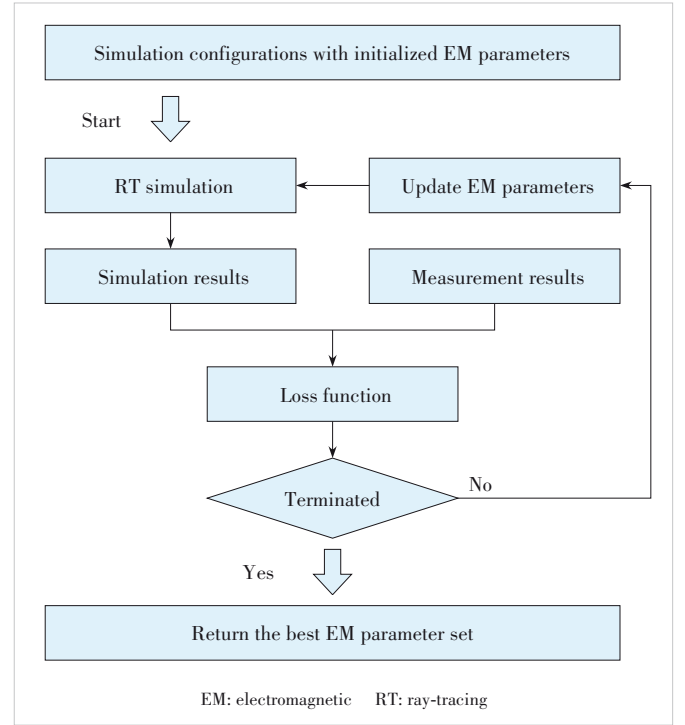 Simulation configurations with initialized EM parameters
Start
RT simulation
Update EM parameters
Simulation results
Measurement results
Loss function
Terminated
No
Yes
Return the best EM parameter set
EM: electromagnetic RT: ray-tracing